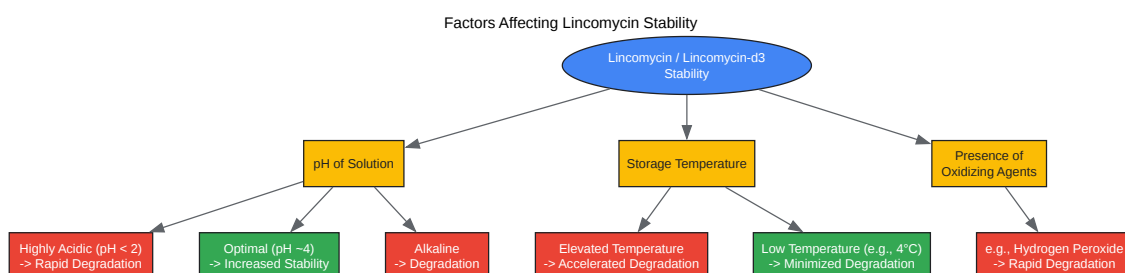 Factors Affecting Lincomycin Stability
Lincomycin / Lincomycin-d3
Stability
pH of Solution
Storage Temperature
Presence of
Oxidizing Agents
Highly Acidic (pH < 2)
-> Rapid Degradation
Optimal (pH ~4)
-> Increased Stability
Alkaline
-> Degradation
Elevated Temperature
-> Accelerated Degradation
Low Temperature (e.g., 4°C)
-> Minimized Degradation
e.g., Hydrogen Peroxide
-> Rapid Degradation